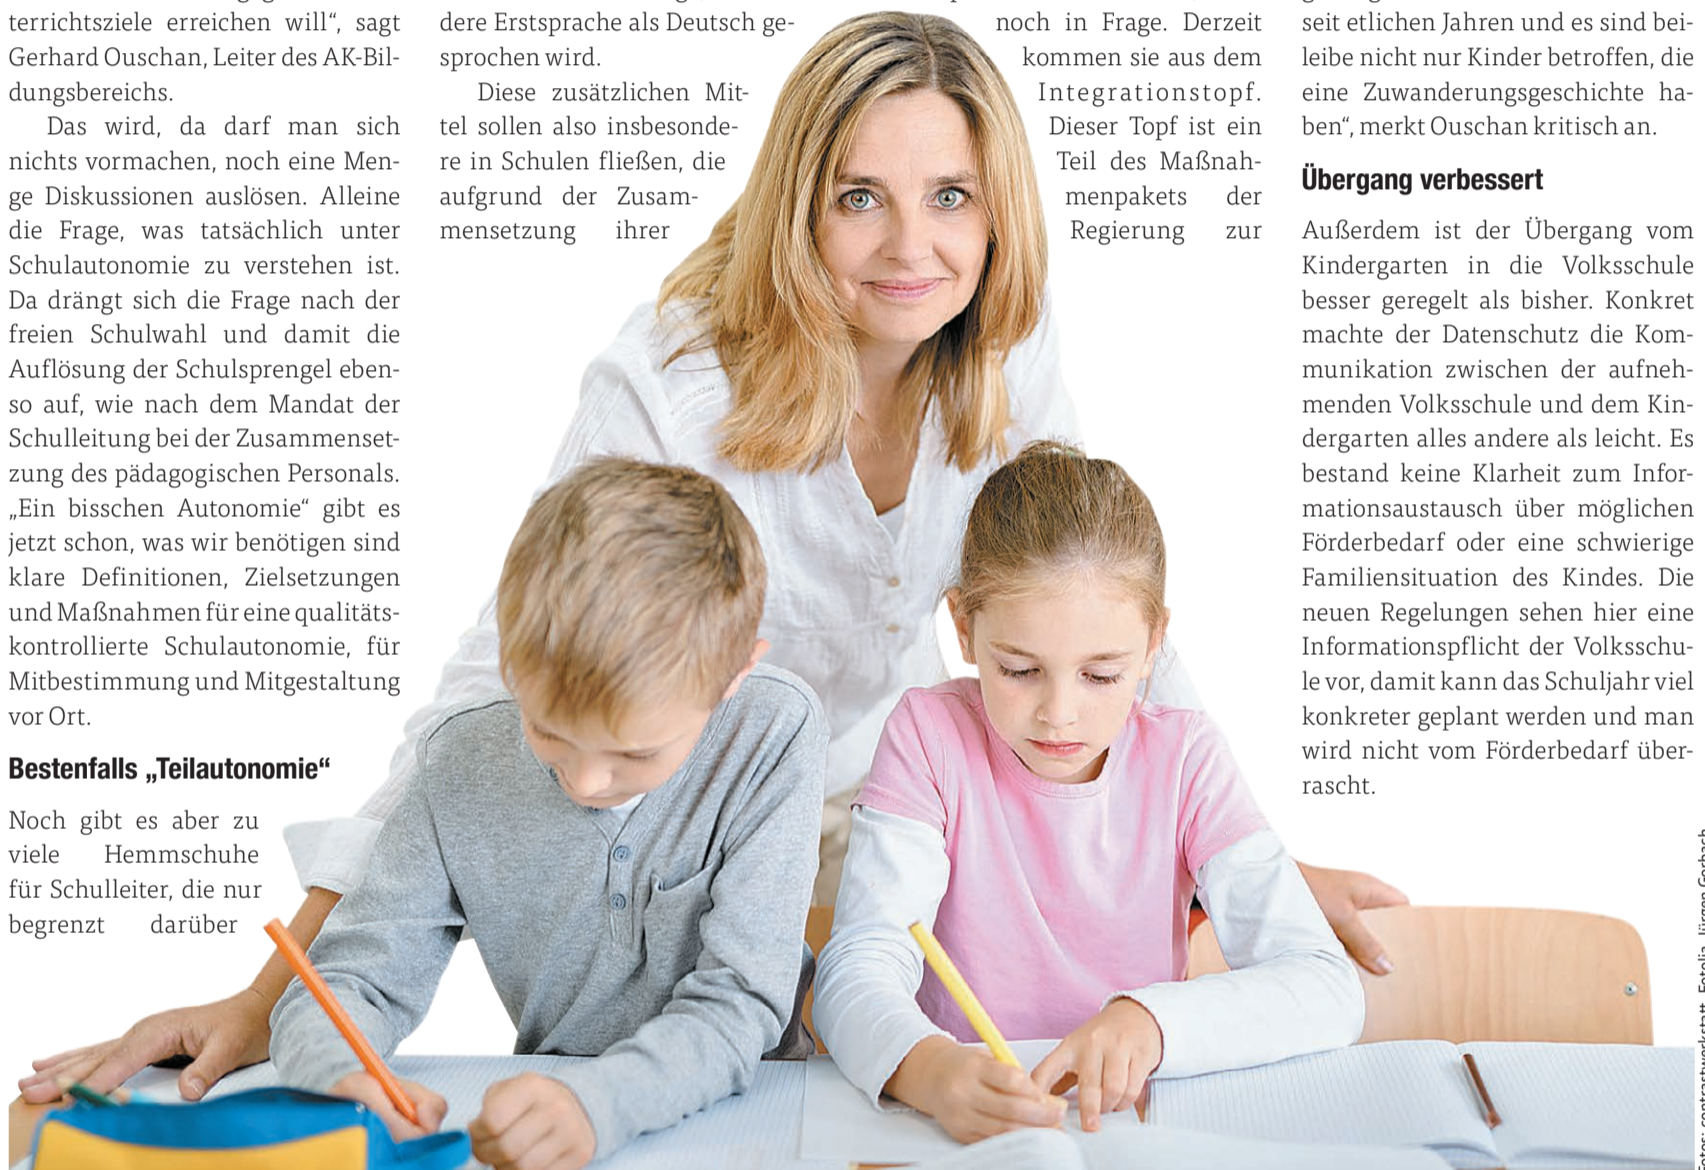 terrichtsziele erreichen will“, sagt
Gerhard Ouschan, Leiter des AK-Bil-
dungsbereichs.
Das wird, da darf man sich
nichts vormachen, noch eine Men-
ge Diskussionen auslösen. Alleine
die Frage, was tatsächlich unter
Schulautonomie zu verstehen ist.
Da drängt sich die Frage nach der
freien Schulwahl und damit die
Auflösung der Schulsprengel eben-
so auf, wie nach dem Mandat der
Schulleitung bei der Zusammenset-
zung des pädagogischen Personals.
„Ein bisschen Autonomie“ gibt es
jetzt schon, was wir benötigen sind
klare Definitionen, Zielsetzungen
und Maßnahmen für eine qualitäts-
kontrollierte Schulautonomie, für
Mitbestimmung und Mitgestaltung
vor Ort.
Bestenfalls „Teilautonomie“
Noch gibt es aber zu
viele Hemmschuhe
für Schulleiter, die nur
begrenzt darüber
dere Erstsprache als Deutsch ge-
sprochen wird.
Diese zusätzlichen Mit-
tel sollen also insbesonde-
re in Schulen fließen, die
aufgrund der Zusam-
mensetzung ihrer
noch in Frage. Derzeit
kommen sie aus dem
Integrationstopf.
Dieser Topf ist ein
Teil des Maßnah-
menpakets der
Regierung zur
seit etlichen Jahren und es sind bei-
leibe nicht nur Kinder betroffen, die
eine Zuwanderungsgeschichte ha-
ben“, merkt Ouschan kritisch an.
Übergang verbessert
Außerdem ist der Übergang vom
Kindergarten in die Volksschule
besser geregelt als bisher. Konkret
machte der Datenschutz die Kom-
munikation zwischen der aufneh-
menden Volksschule und dem Kin-
dergarten alles andere als leicht. Es
bestand keine Klarheit zum Infor-
mationsaustausch über möglichen
Förderbedarf oder eine schwierige
Familiensituation des Kindes. Die
neuen Regelungen sehen hier eine
Informationspflicht der Volksschu-
le vor, damit kann das Schuljahr viel
konkreter geplant werden und man
wird nicht vom Förderbedarf über-
rascht.
contrastwerkstatt, Fotolia, Jürgen Gorbach